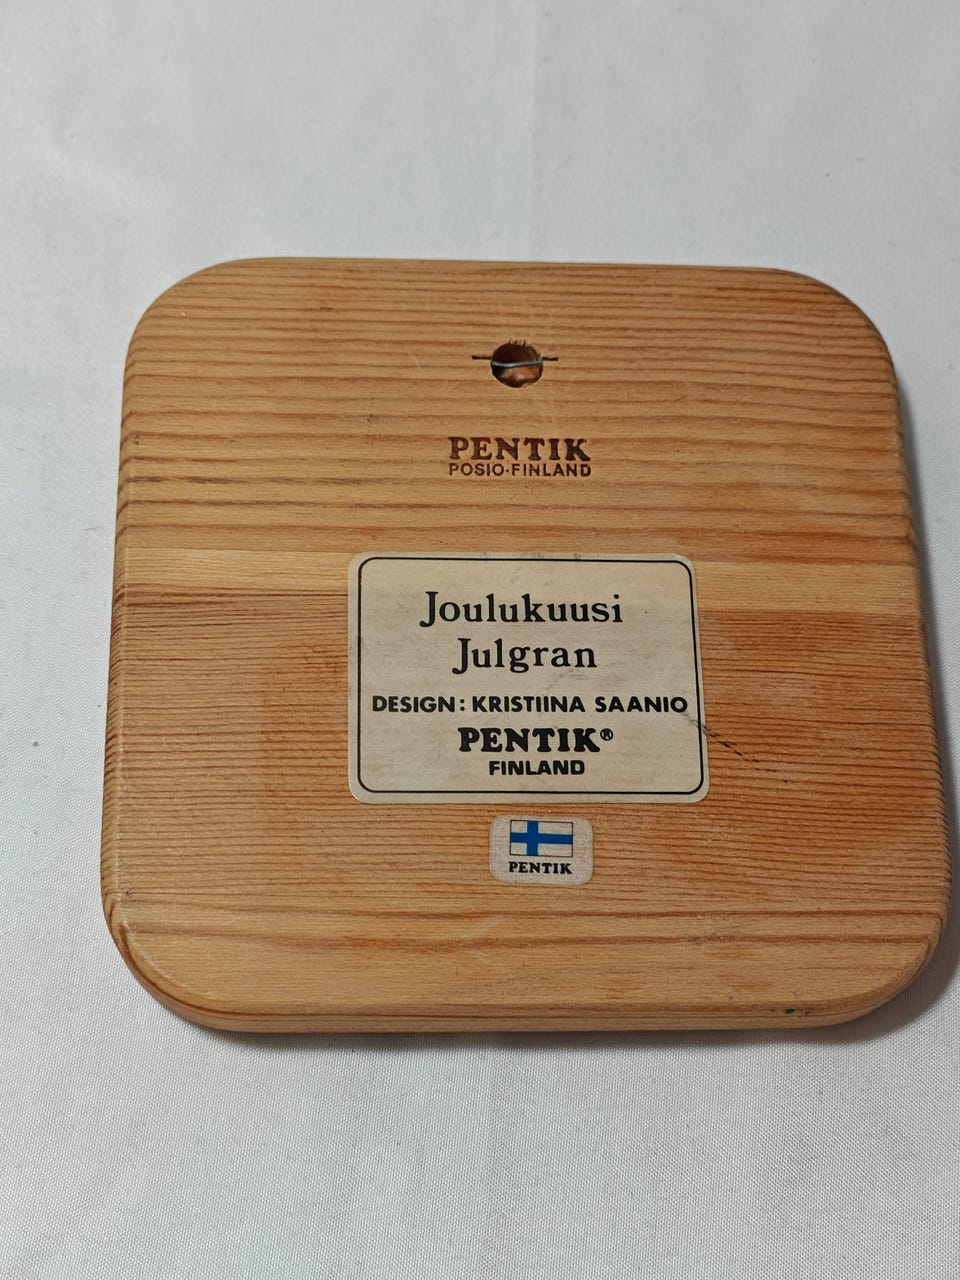 PENTIK
POSIO·FINLAND
Joulukuusi
Julgran
DESIGN: KRISTIINA SAANIO
PENTIK®
FINLAND
PENTIK